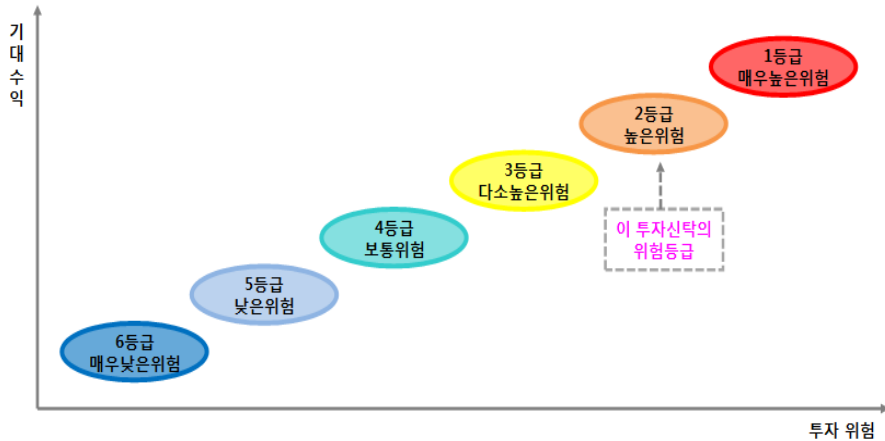 기대수익
1등급
매우높은위험
2등급
높은위험
3등급
다소높은위험
이 투자신탁의
위험등급
4등급
보통위험
5등급
낮은위험
6등급
매우낮은위험
투자 위험